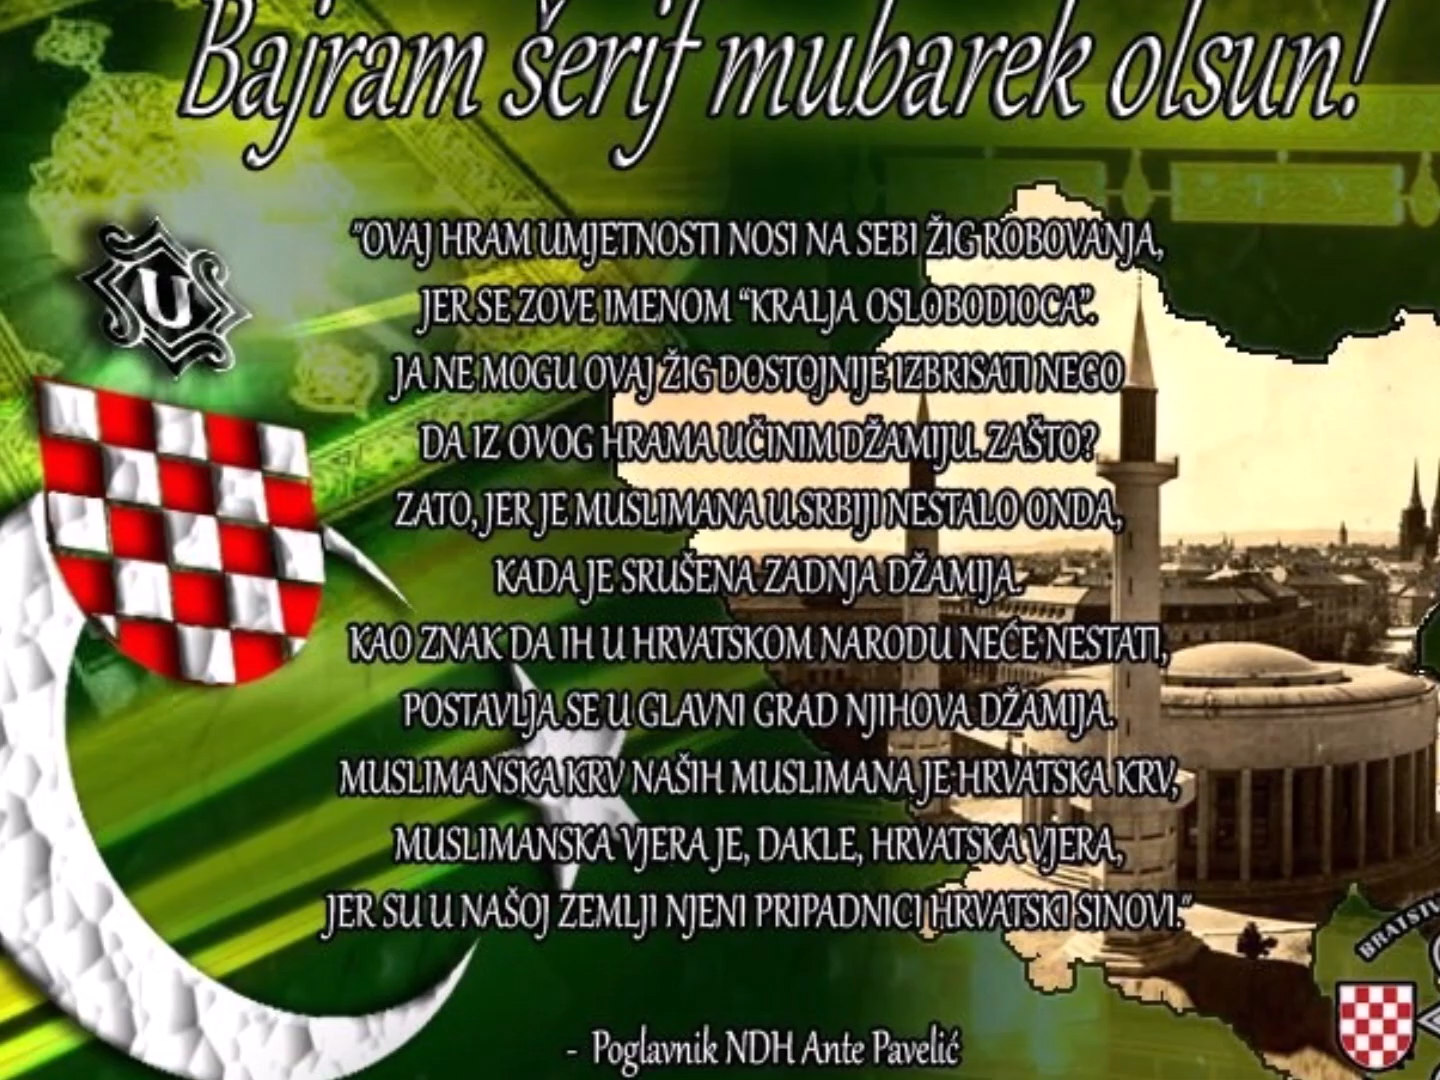 Bajram šerif mubarek olsun!
U
"OVAJ HRAM UMJETNOSTI NOSI NA SEBI ŽIG ROBOVANJA,
JER SE ZOVE IMENOM “KRALJA OSLOBODIOCA”.
JA NE MOGU OVAJ ŽIG DOSTOJNIJE IZBRISATI NEGO
DA IZ OVOG HRAMA UČINIM DŽAMIJU. ZAŠTO?
ZATO, JER JE MUSLIMANA U SRBIJI NESTALO ONDA,
KADA JE SRUŠENA ZADNJA DŽAMIJA.
KAO ZNAK DA IH U HRVATSKOM NARODU NEĆE NESTATI,
POSTAVLJA SE U GLAVNI GRAD NJIHOVA DŽAMIJA.
MUSLIMANSKA KRV NAŠIH MUSLIMANA JE HRVATSKA KRV,
MUSLIMANSKA VJERA JE, DAKLE, HRVATSKA VJERA,
JER SU U NAŠOJ ZEMLJI NJENI PRIPADNICI HRVATSKI SINOVI."
- Poglavnik NDH Ante Pavelić